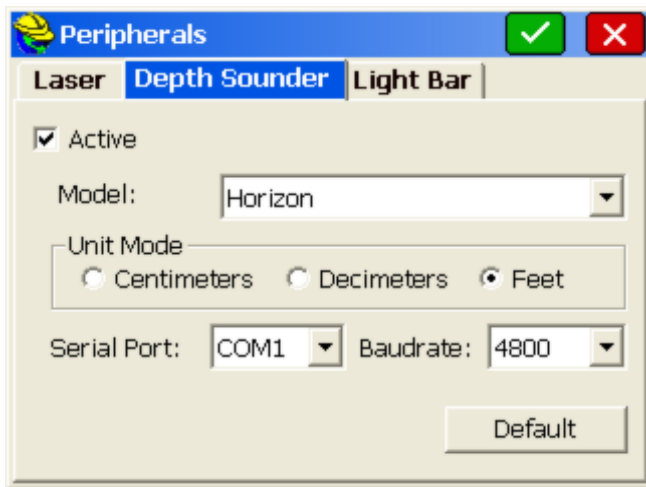 Peripherals
Laser Depth Sounder Light Bar
Active
Model: Horizon
Unit Mode
Centimeters Decimeters Feet
Serial Port: COM1 Baudrate: 4800
Default